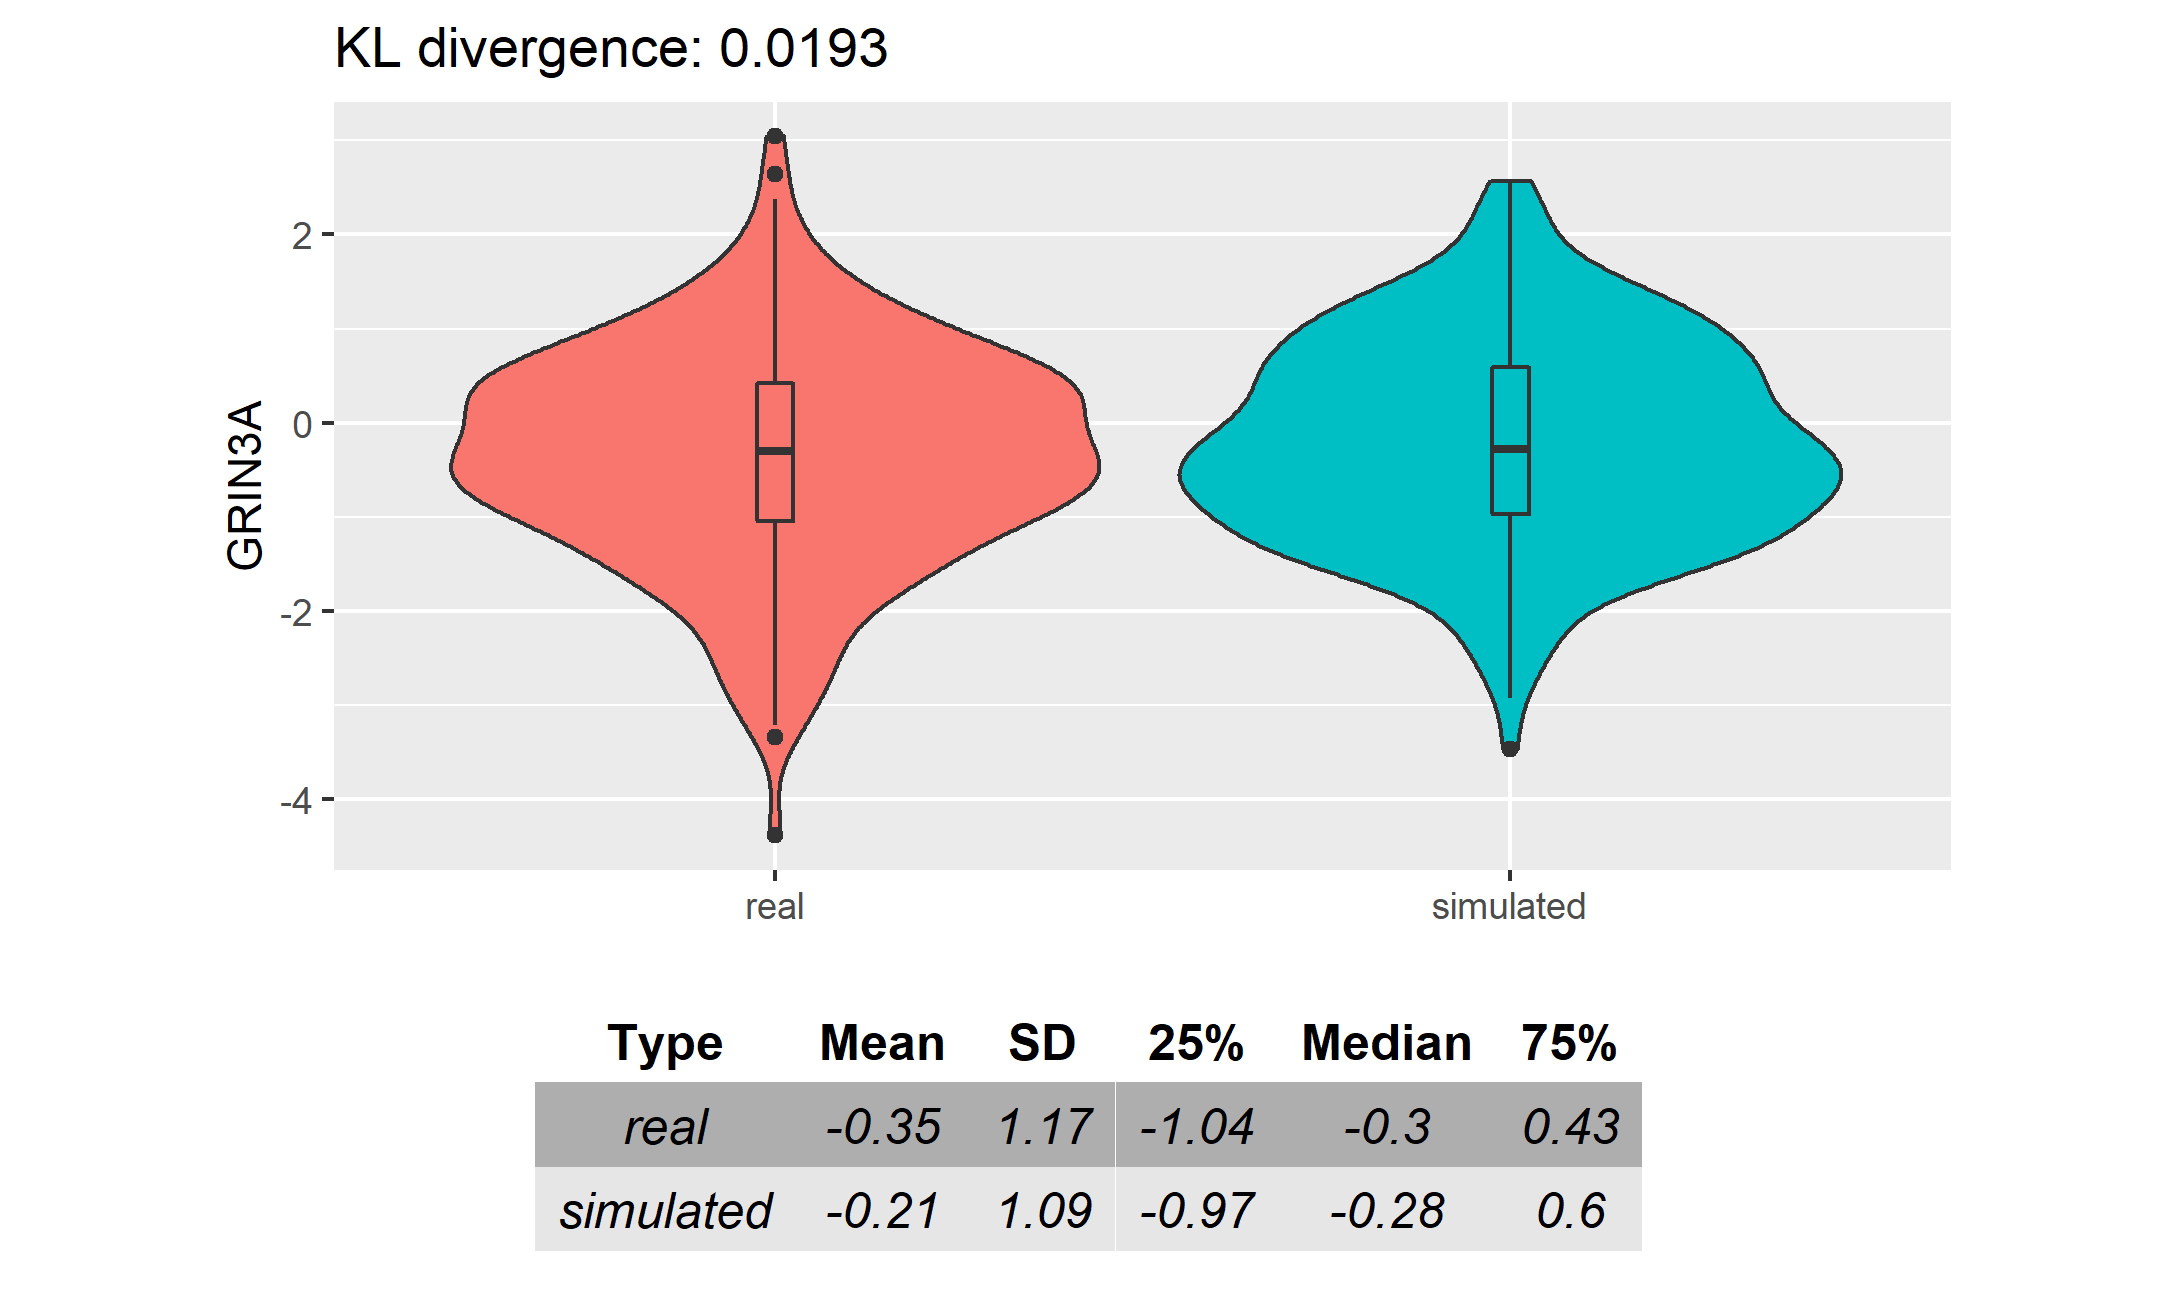 KL divergence: 0.0193
GRIN3A
2
0
-2
-4
real simulated
Type Mean SD 25% Median 75%
real -0.35 1.17 -1.04 -0.3 0.43
simulated -0.21 1.09 -0.97 -0.28 0.6